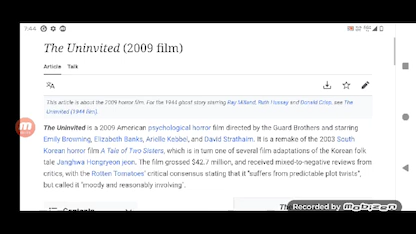 7:44
The Uninvited (2009 film)
Article Talk
This article is about the 2009 horror film. For the 1944 ghost story starring Ray Milland, Ruth Hussey and Donald Crisp, see The
Uninvited (1944 film).
The Uninvited is a 2009 American psychological horror film directed by the Guard Brothers and starring
Emily Browning, Elizabeth Banks, Arielle Kebbel, and David Strathairn. It is a remake of the 2003 South
Korean horror film A Tale of Two Sisters, which is in turn one of several film adaptations of the Korean folk
tale Janghwa Hongryeon jeon. The film grossed $42.7 million, and received mixed-to-negative reviews from
critics, with the Rotten Tomatoes' critical consensus stating that it "suffers from predictable plot twists",
but called it "moody and reasonably involving".
Contents
The
Recorded by Mobizen